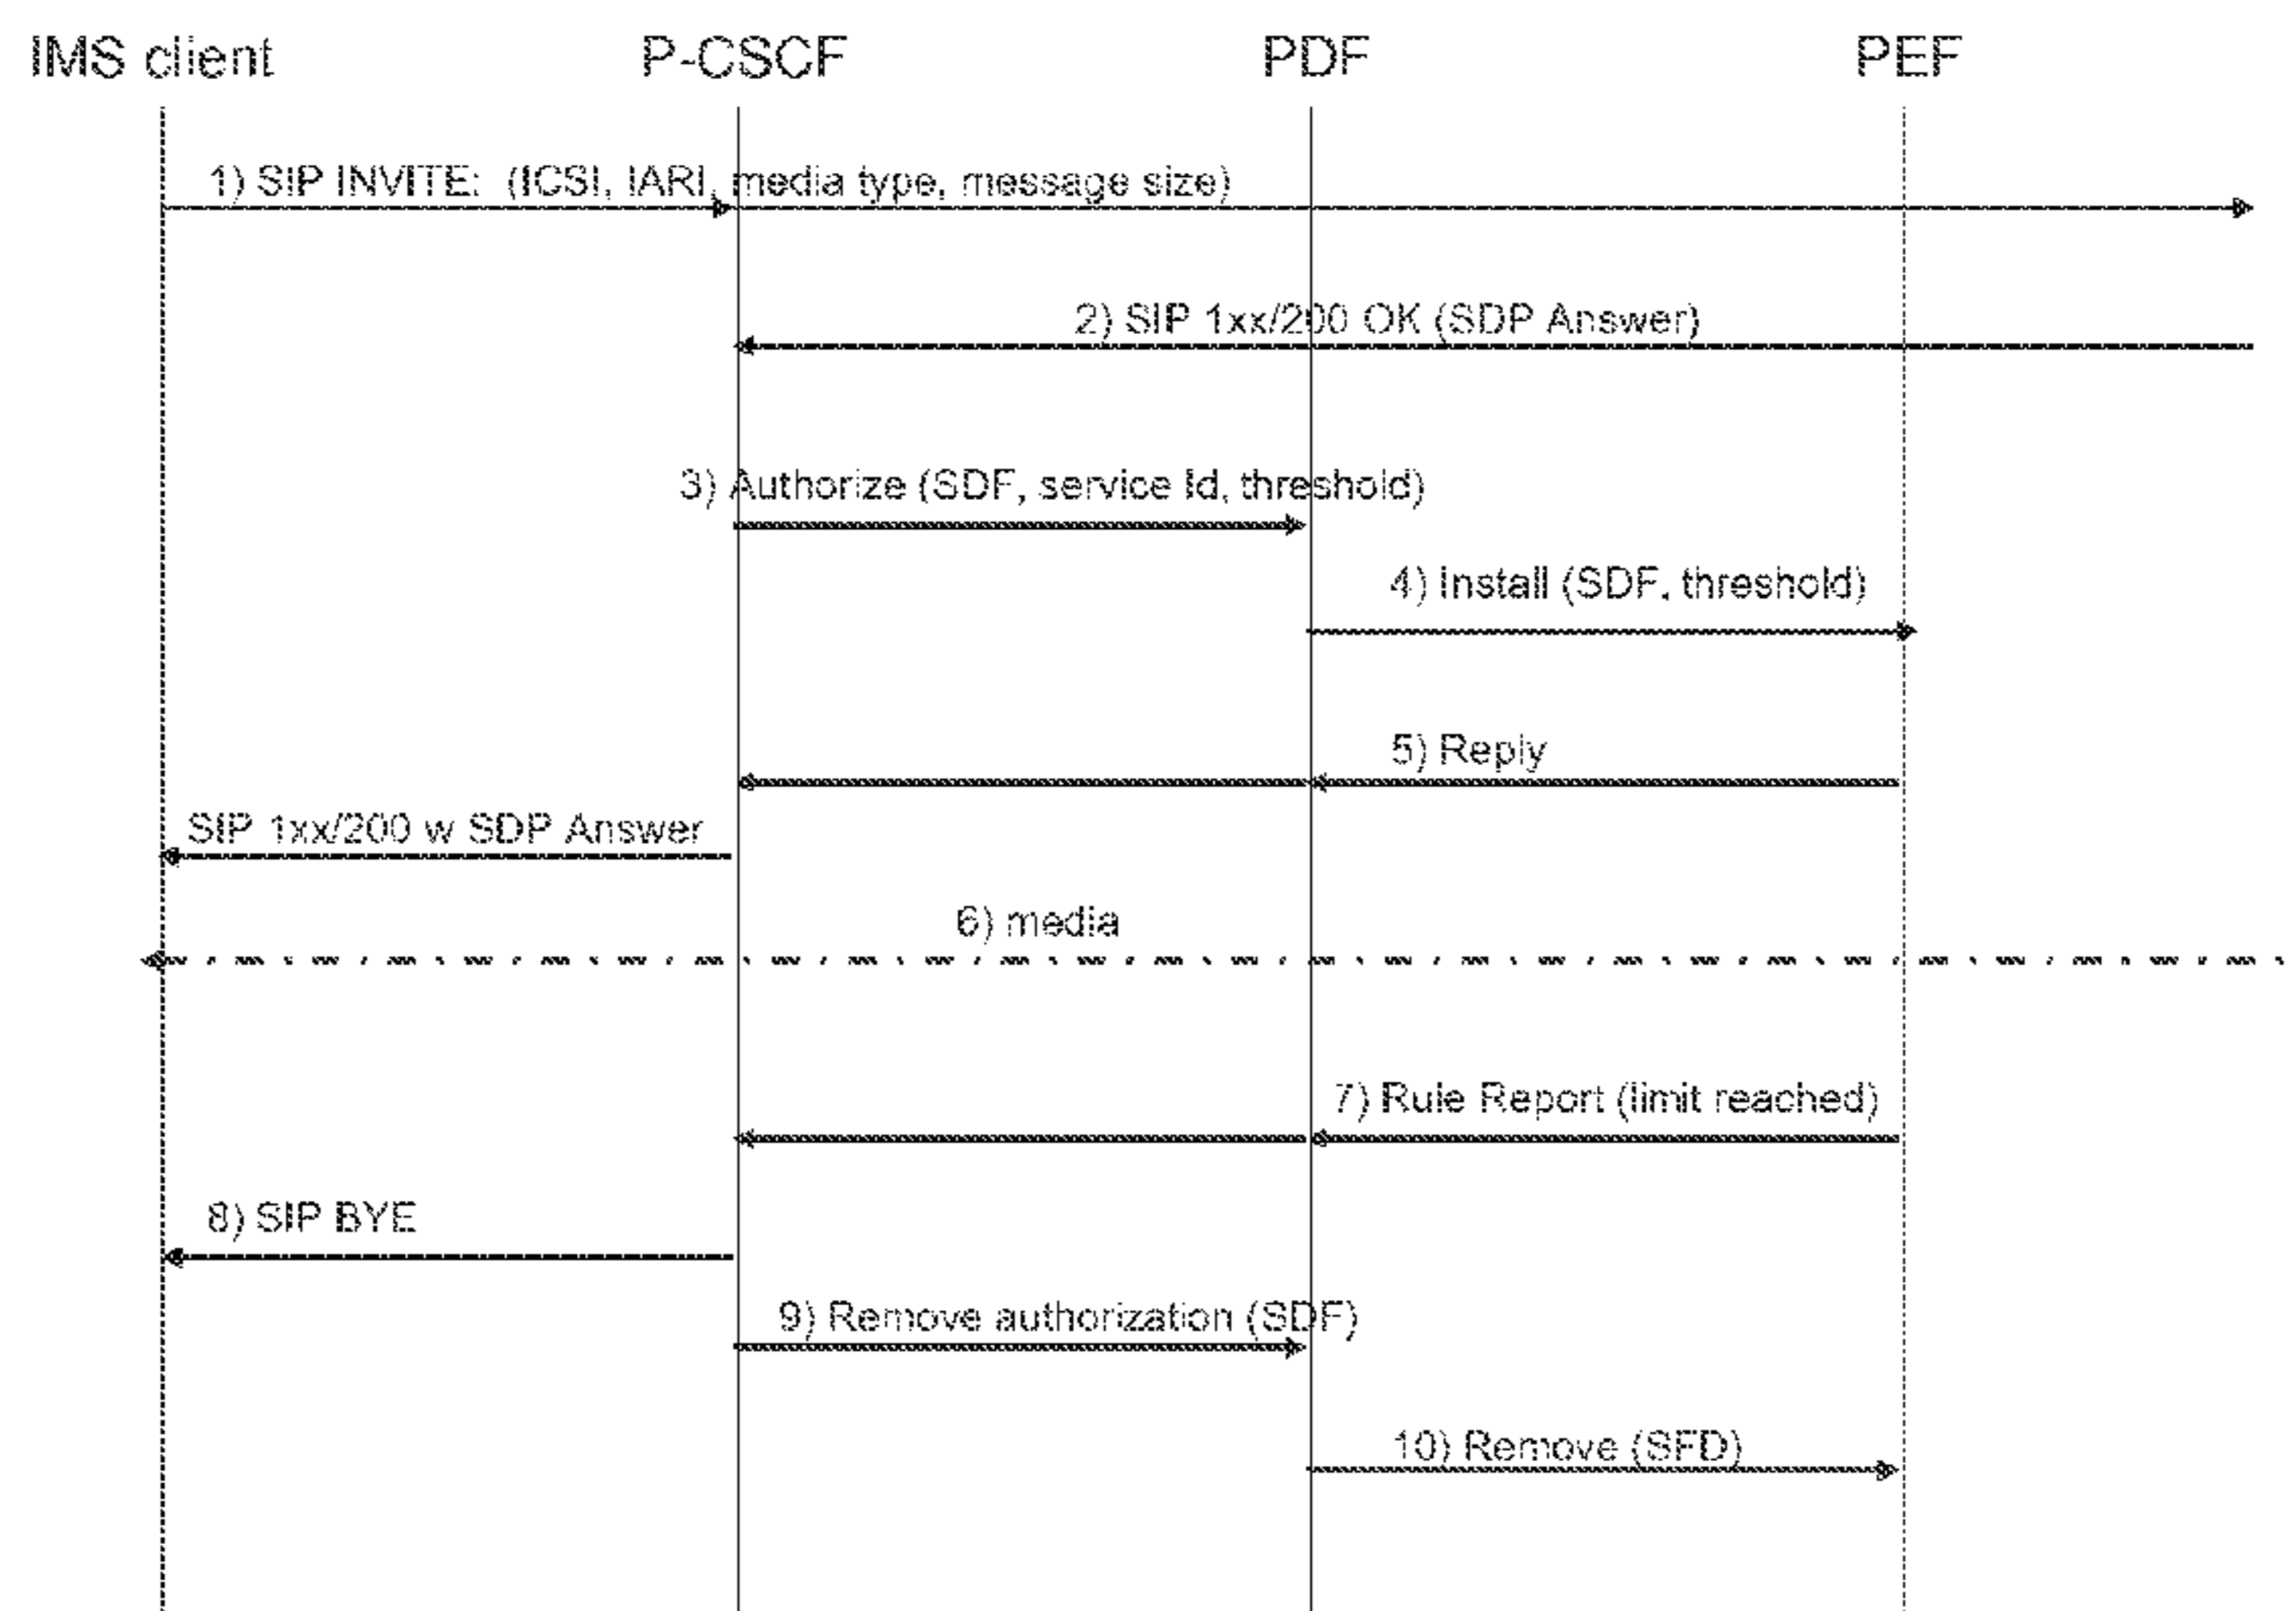 IMS client P-CSCF PDF PEF
1) SIP INVITE: (ICSI, IARI, media type, message size)
2) SIP 1xx/200 OK (SDP Answer)
3) Authorize (SDF, service Id, threshold)
4) Install (SDF, threshold)
5) Reply
SIP 1xx/200 w SDP Answer
6) media
7) Rule Report (limit reached)
8) SIP BYE
9) Remove authorization (SDF)
10) Remove (SFD)